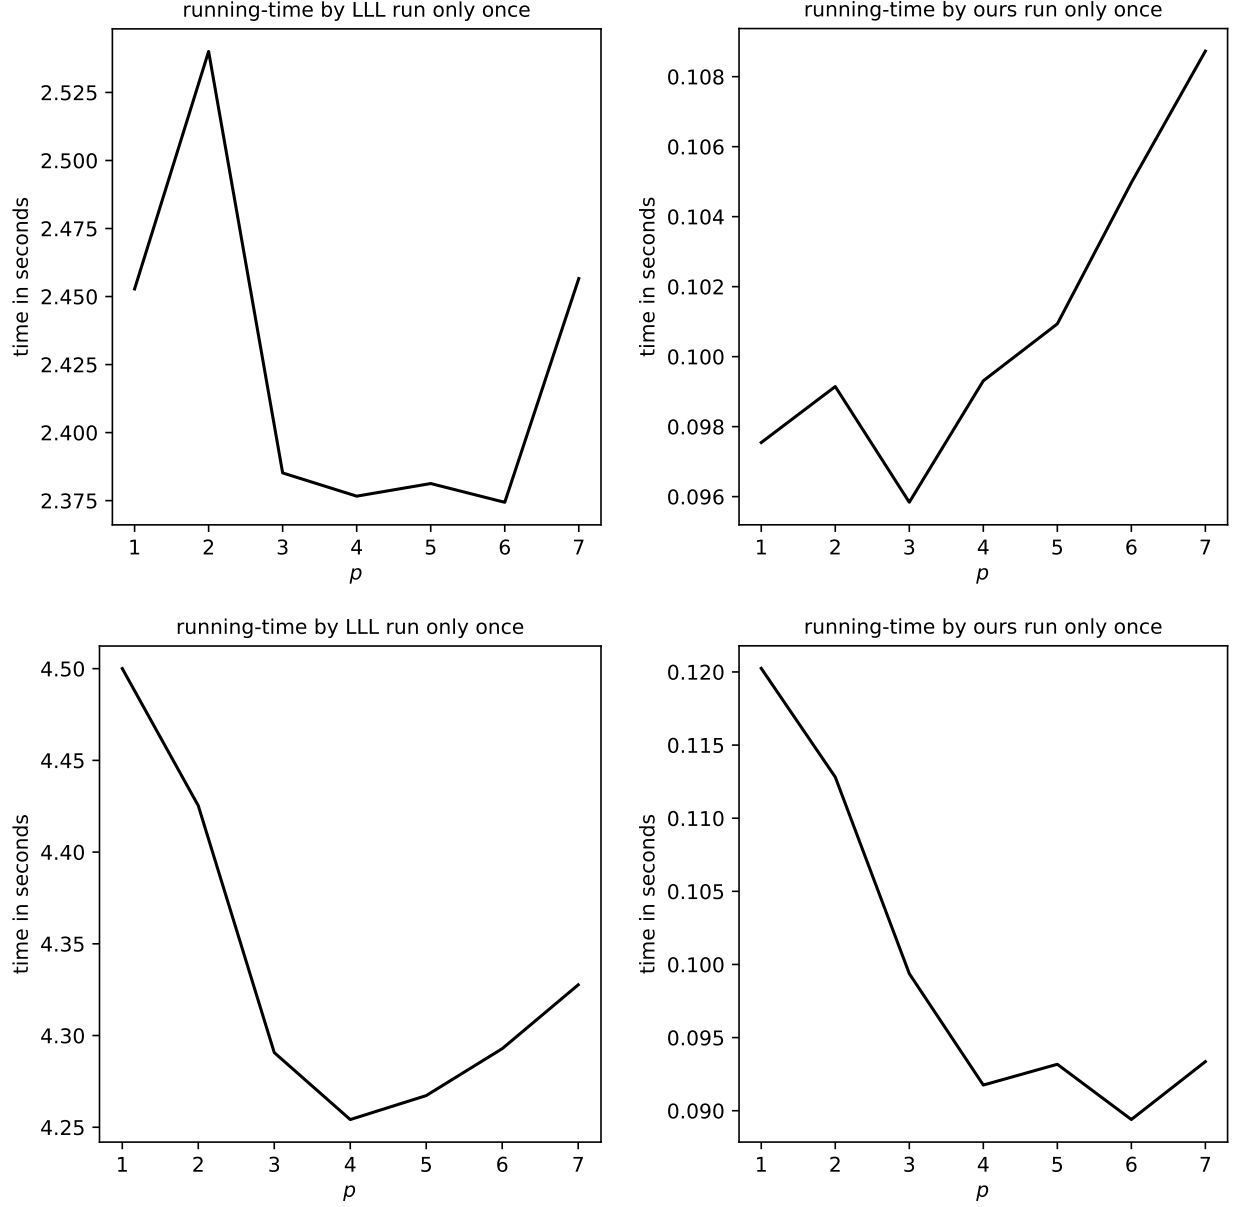 running-time by LLL run only once
time in seconds
2.525
2.500
2.475
2.450
2.425
2.400
2.375
1 2 3 4 5 6 7
p
running-time by ours run only once
time in seconds
0.108
0.106
0.104
0.102
0.100
0.098
0.096
1 2 3 4 5 6 7
p
running-time by LLL run only once
time in seconds
4.50
4.45
4.40
4.35
4.30
4.25
1 2 3 4 5 6 7
p
running-time by ours run only once
time in seconds
0.120
0.115
0.110
0.105
0.100
0.095
0.090
1 2 3 4 5 6 7
p